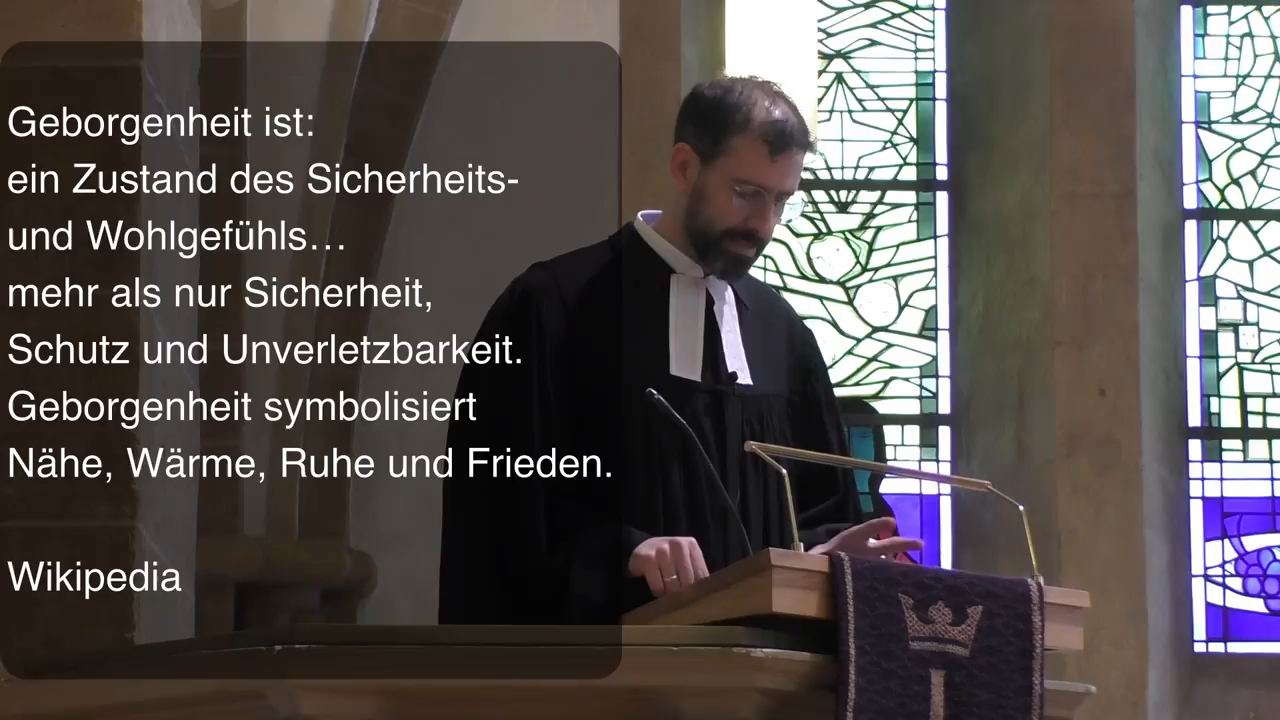 Geborgenheit ist:
ein Zustand des Sicherheits-
und Wohlgefühls…
mehr als nur Sicherheit,
Schutz und Unverletzbarkeit.
Geborgenheit symbolisiert
Nähe, Wärme, Ruhe und Frieden.
Wikipedia